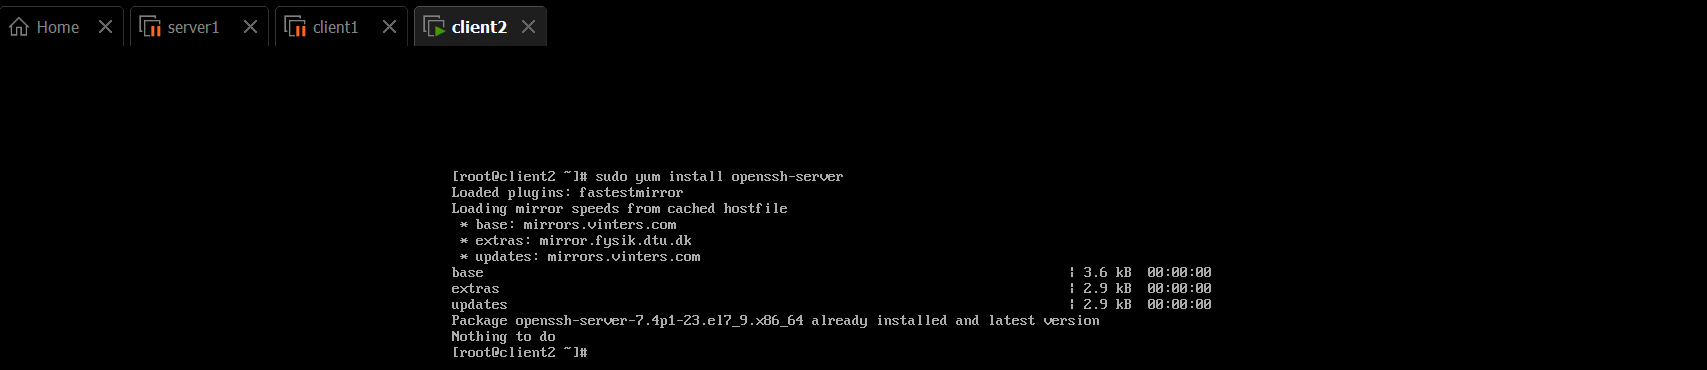 Home server1 client1 client2
[root@client2 ~]# sudo yum install openssh-server
Loaded plugins: fastestmirror
Loading mirror speeds from cached hostfile
 * base: mirrors.vinters.com
 * extras: mirror.fysik.dtu.dk
 * updates: mirrors.vinters.com
base | 3.6 kB 00:00:00
extras | 2.9 kB 00:00:00
updates | 2.9 kB 00:00:00
Package openssh-server-7.4p1-23.el7_9.x86_64 already installed and latest version
Nothing to do
[root@client2 ~]#